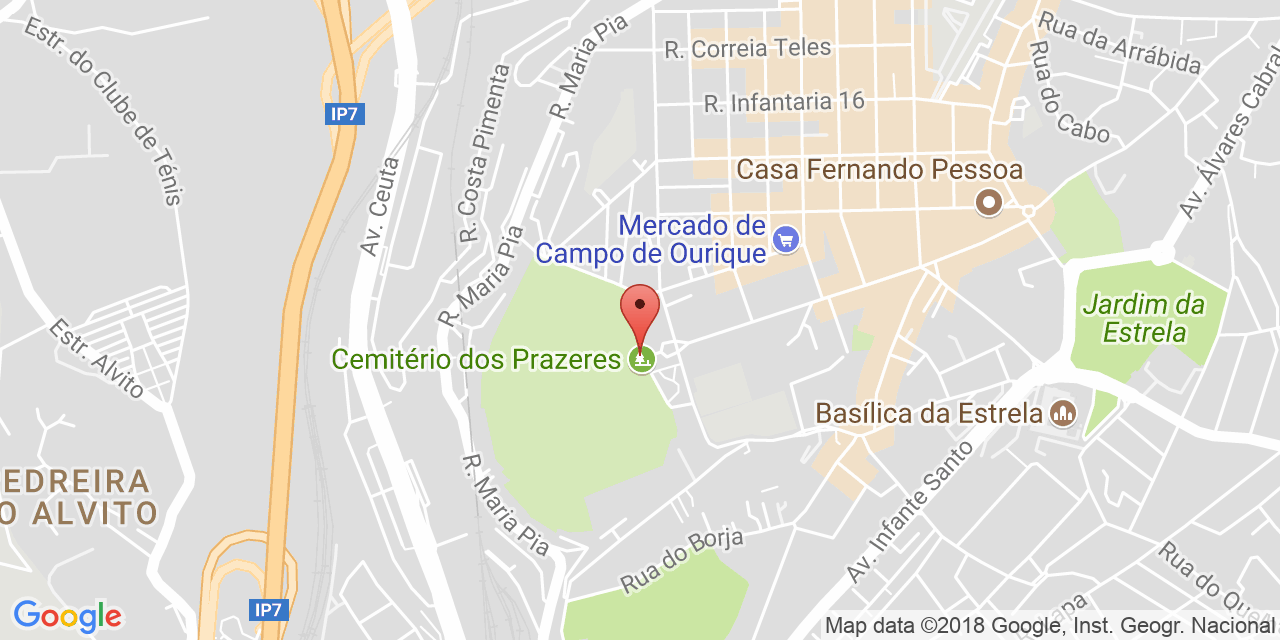 Estr. do Clube de Ténis
IP7
Av. Ceuta
R. Costa Pimenta
R. Maria Pia
R. Correia Teles
R. Infantaria 16
Rua da Arrábida
Rua do Cabo
Av. Álvares Cabral
Casa Fernando Pessoa
Mercado de
Campo de Ourique
R. Maria Pia
Jardim da
Estrela
Estr. Alvito
Cemitério dos Prazeres
Basílica da Estrela
EDREIRA
O ALVITO
R. Maria Pia
Rua do Borja
Av. Infante Santo
Rua do Quel
apa
IP7
Google
Map data ©2018 Google, Inst. Geogr. Nacional